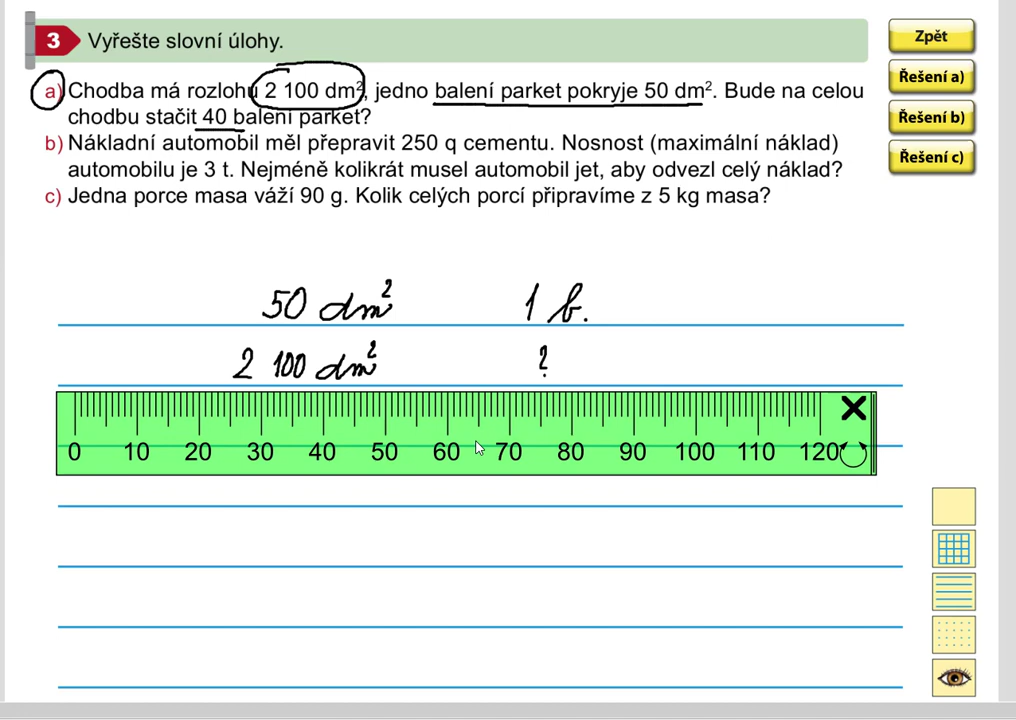 3 Vyřešte slovní úlohy.
Zpět
a) Chodba má rozlohu 2 100 dm², jedno balení parket pokryje 50 dm². Bude na celou
chodbu stačit 40 balení parket?
Řešení a)
b) Nákladní automobil měl přepravit 250 q cementu. Nosnost (maximální náklad)
automobilu je 3 t. Nejméně kolikrát musel automobil jet, aby odvezl celý náklad?
Řešení b)
c) Jedna porce masa váží 90 g. Kolik celých porcí připravíme z 5 kg masa?
Řešení c)
50 dm² 1 b.
2 100 dm² ?
0 10 20 30 40 50 60 70 80 90 100 110 120